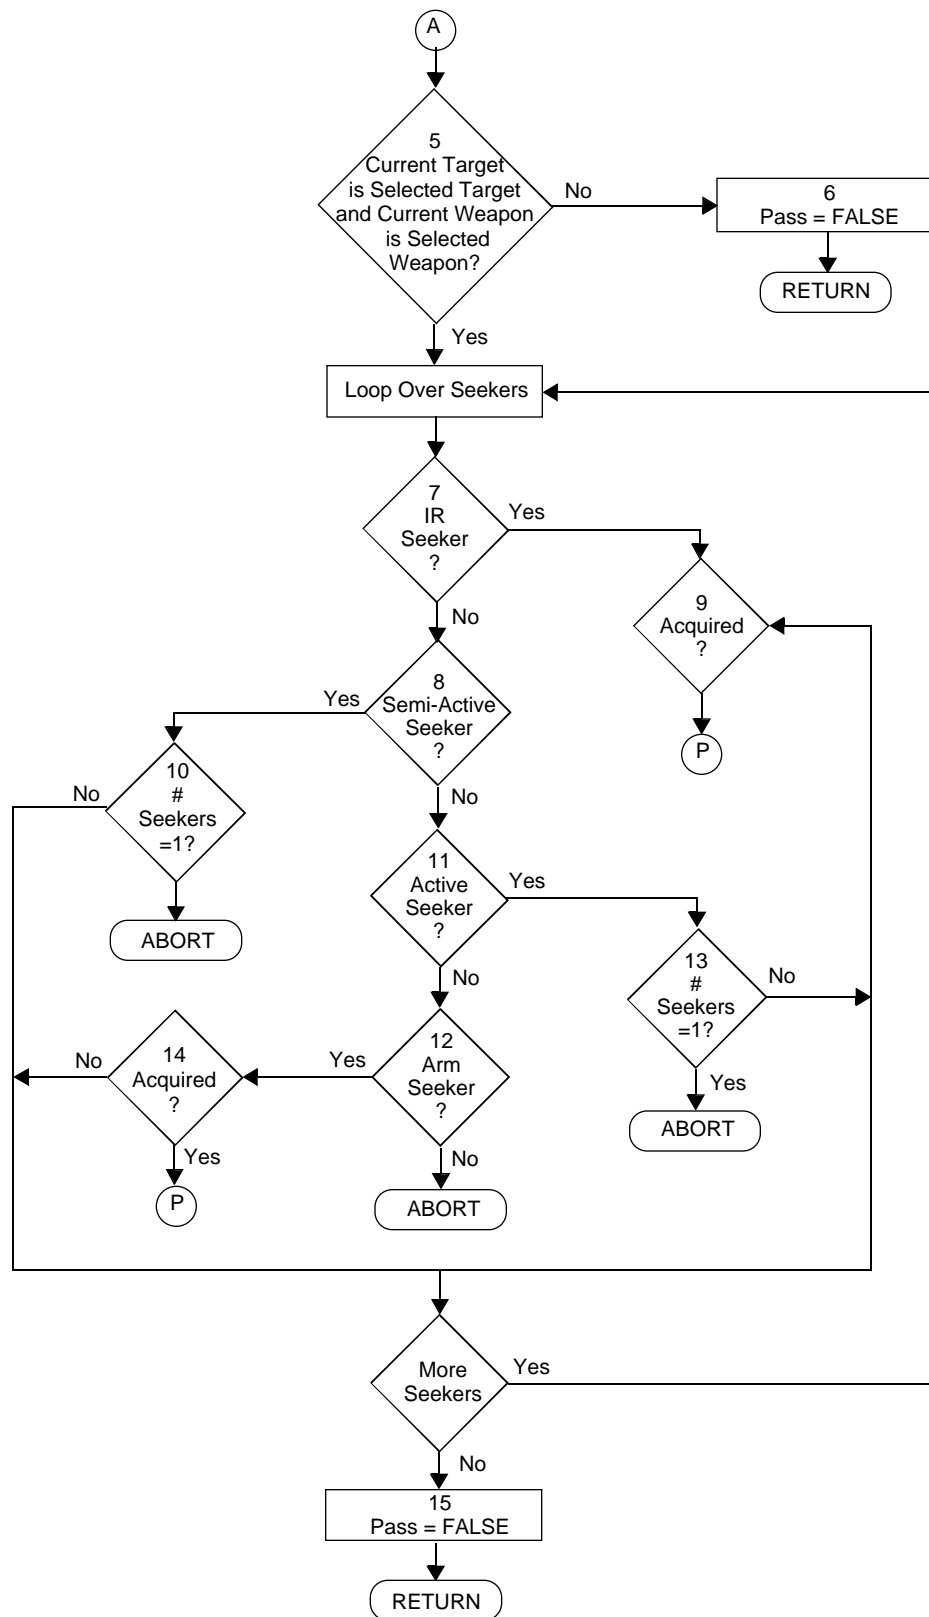 A
5
Current Target
is Selected Target
and Current Weapon
is Selected
Weapon?
No
6
Pass = FALSE
RETURN
Yes
Loop Over Seekers
7
IR
Seeker
?
Yes
No
9
Acquired
?
P
8
Semi-Active
Seeker
?
Yes
No
10
#
Seekers
=1?
No
ABORT
11
Active
Seeker
?
Yes
No
13
#
Seekers
=1?
No
Yes
ABORT
12
Arm
Seeker
?
Yes
No
ABORT
14
Acquired
?
No
Yes
P
More
Seekers
Yes
No
15
Pass = FALSE
RETURN